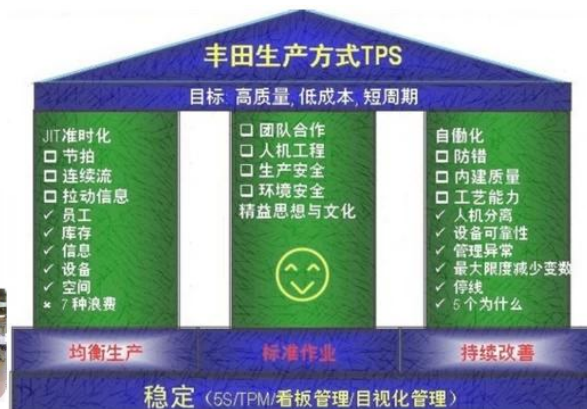 丰田生产方式TPS
目标: 高质量, 低成本, 短周期
JIT准时化
□ 节拍
□ 连续流
□ 拉动信息
✓ 员工
✓ 库存
✓ 信息
✓ 设备
✓ 空间
× 7种浪费
□ 团队合作
□ 人机工程
□ 生产安全
□ 环境安全
精益思想与文化
自働化
□ 防错
□ 内建质量
□ 工艺能力
✓ 人机分离
✓ 设备可靠性
✓ 管理异常
✓ 最大限度减少变数
✓ 停线
✓ 5个为什么
均衡生产
标准作业
持续改善
稳定（5S/TPM/看板管理/目视化管理）